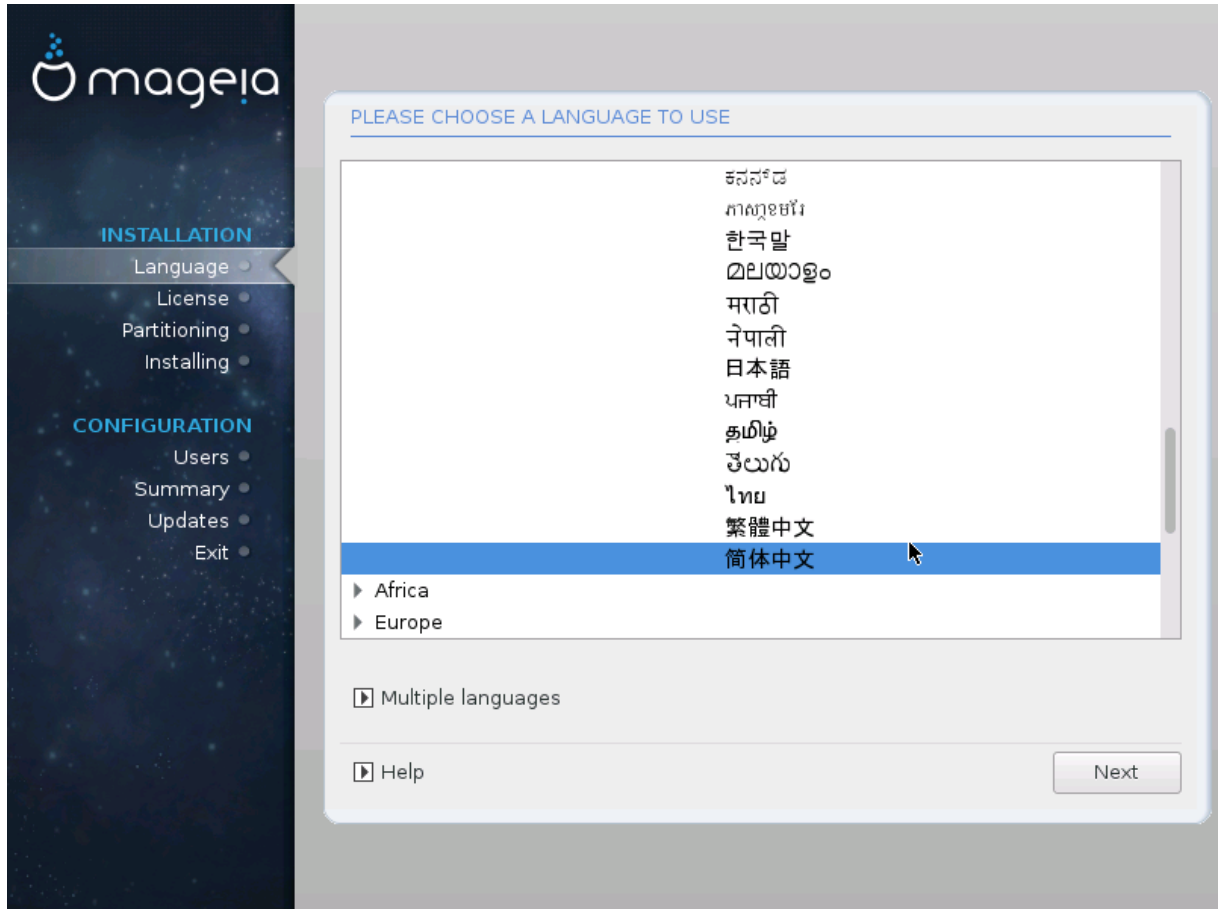 mageia
INSTALLATION
Language
License
Partitioning
Installing
CONFIGURATION
Users
Summary
Updates
Exit
PLEASE CHOOSE A LANGUAGE TO USE
ಕನನ್ಡ
ភាសាខមែរ
한국말
മലയാളം
मराठी
नेपाली
日本語
ਪਜਾਬੀ
தமிழ்
తెలుగు
ไทย
繁體中文
简体中文
Africa
Europe
Multiple languages
Help
Next